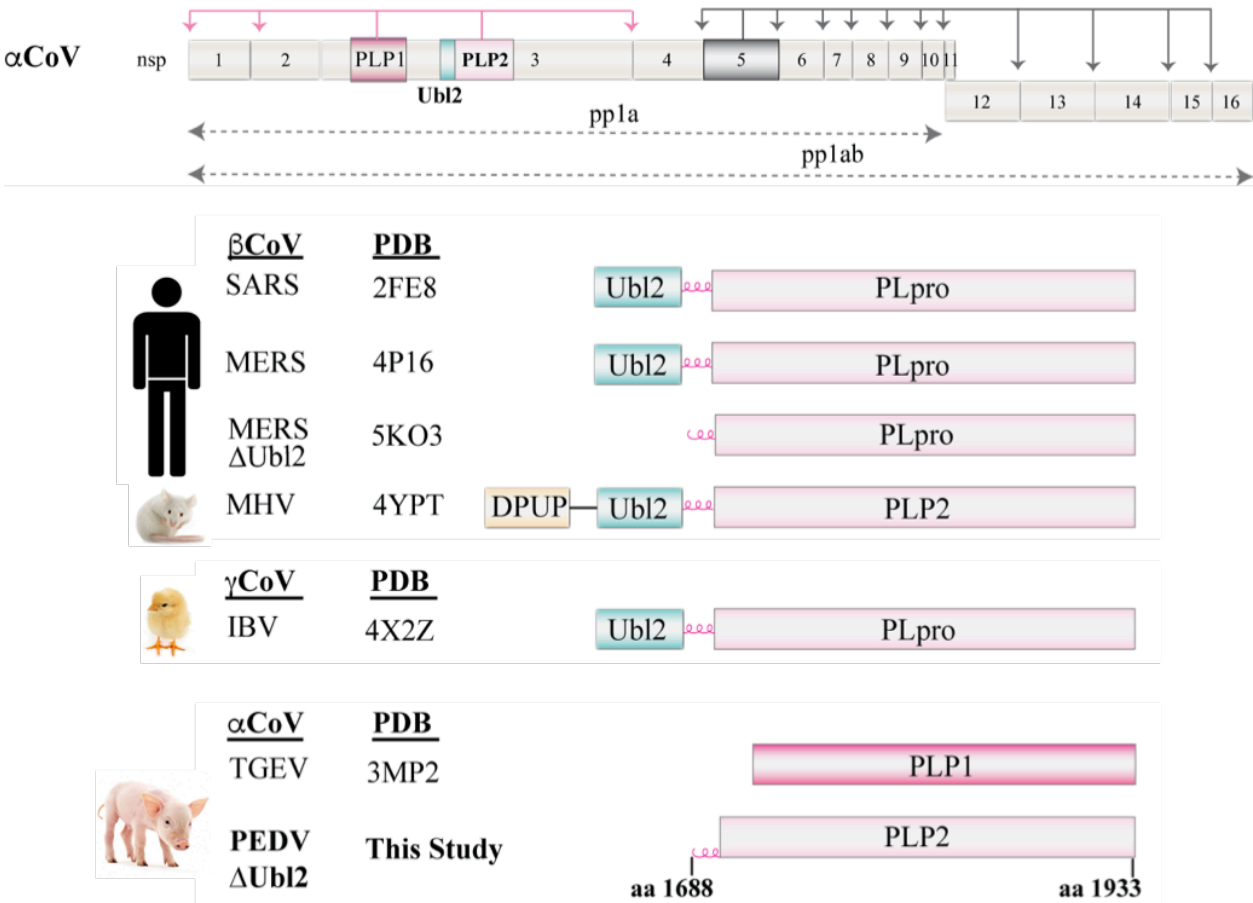 αCoV nsp 1 2 PLP1 PLP2 3 4 5 6 7 8 9 10 11
Ubl2
12 13 14 15 16
pp1a
pp1ab
βCoV PDB
SARS 2FE8 Ubl2 PLpro
MERS 4P16 Ubl2 PLpro
MERS
ΔUbl2 5KO3 PLpro
MHV 4YPT DPUP Ubl2 PLP2
γCoV PDB
IBV 4X2Z Ubl2 PLpro
αCoV PDB
TGEV 3MP2 PLP1
PEDV
ΔUbl2 This Study PLP2
aa 1688 aa 1933